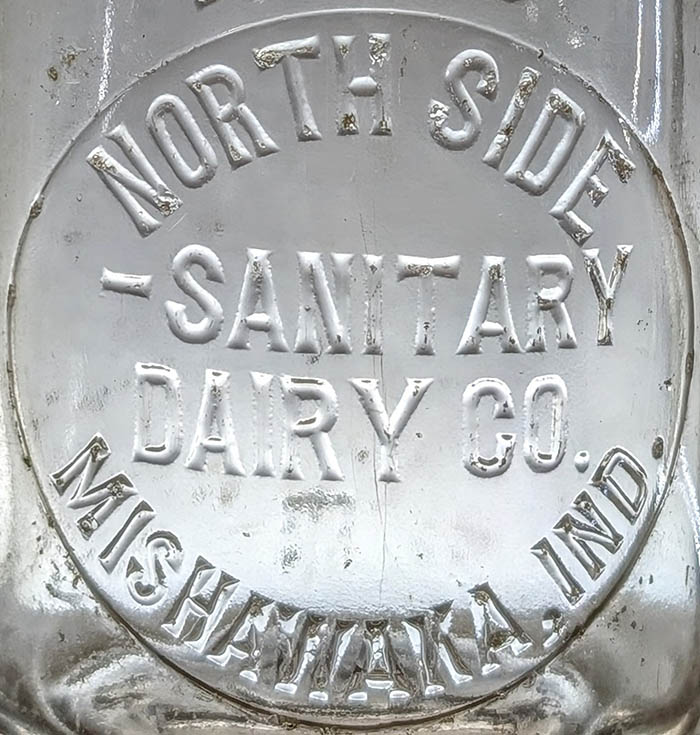 NORTH SIDE
-SANITARY
DAIRY CO.
MISHAWAKA, IND